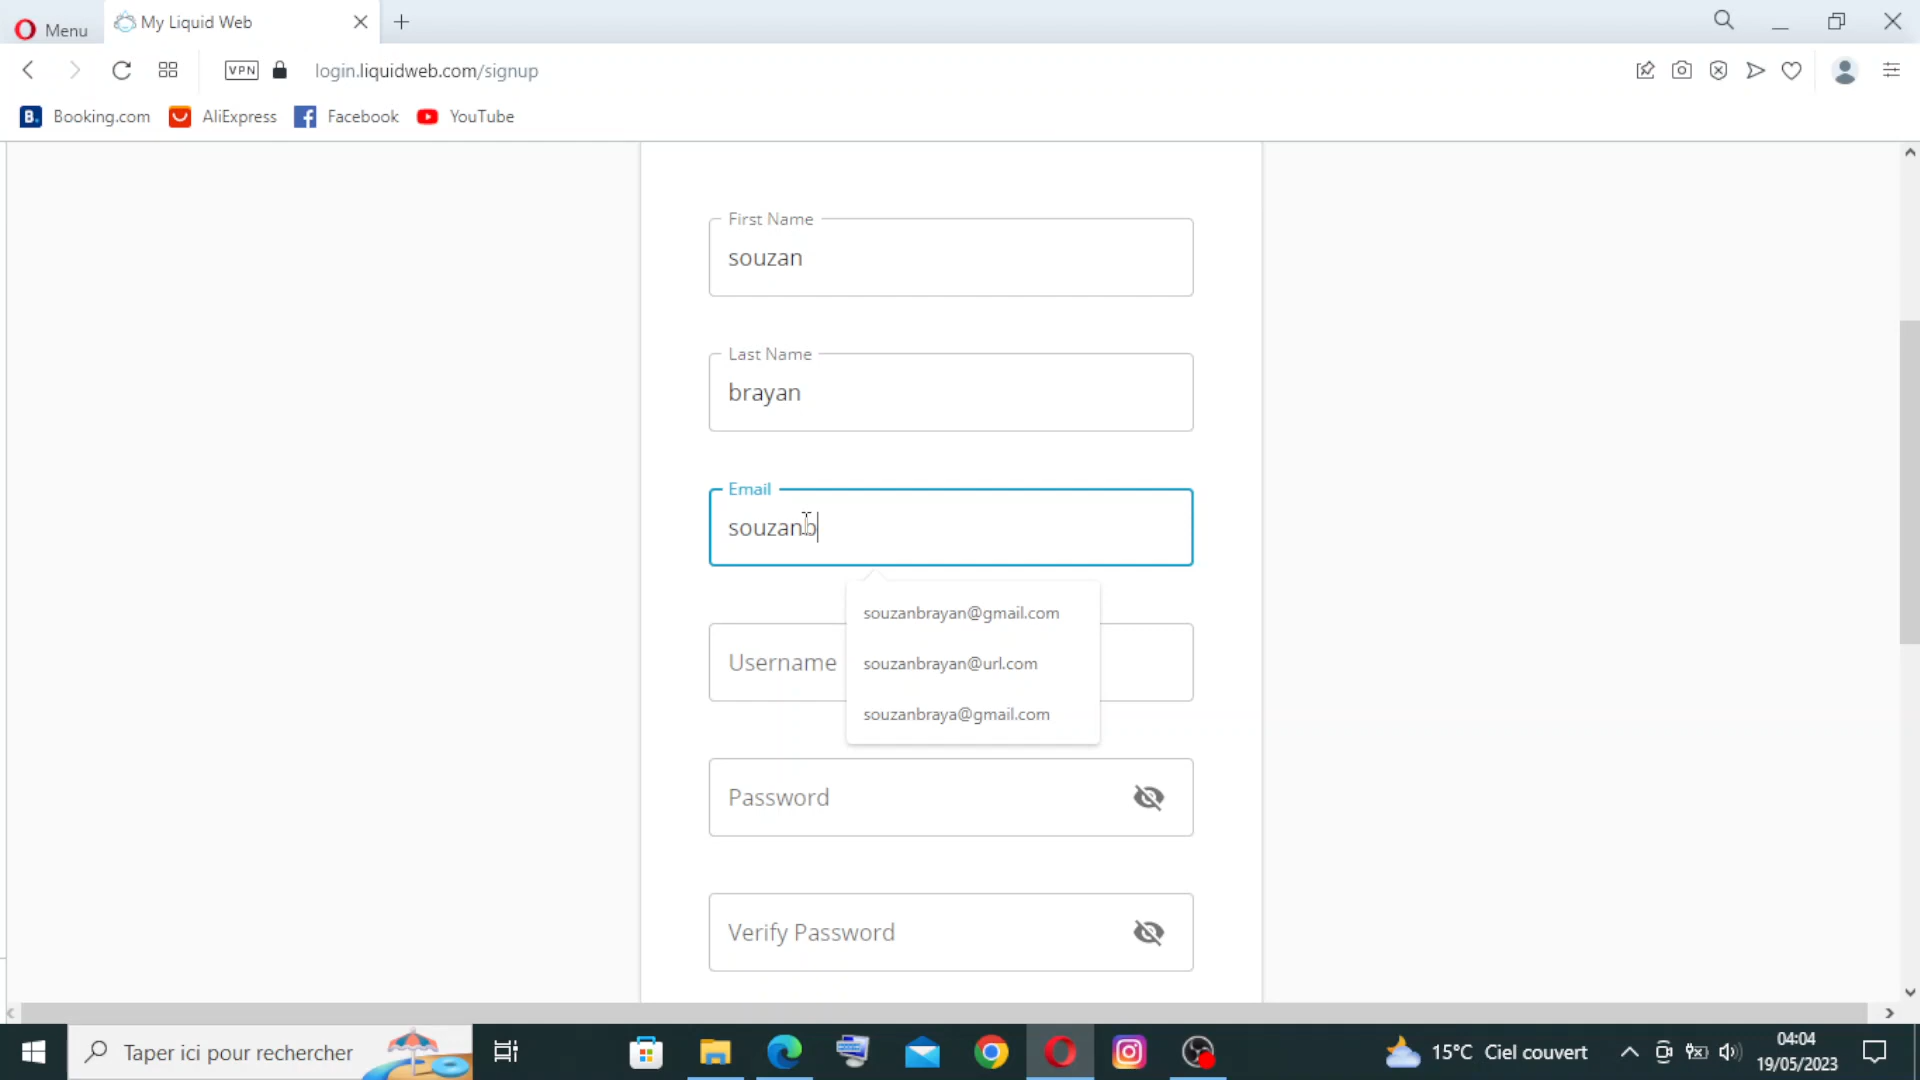 Menu
My Liquid Web
VPN
login.liquidweb.com/signup
B. Booking.com
AliExpress
Facebook
YouTube
First Name
souzan
Last Name
brayan
Email
souzanb
souzanbrayan@gmail.com
souzanbrayan@url.com
souzanbraya@gmail.com
Username
Password
Verify Password
Taper ici pour rechercher
15°C Ciel couvert
04:04
19/05/2023